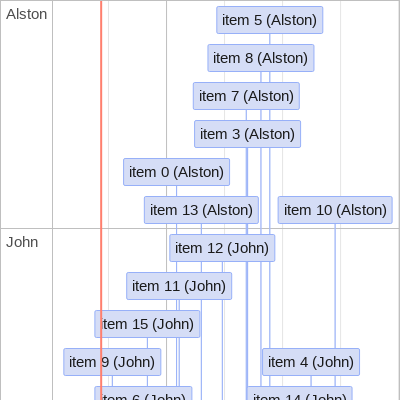 Alston
item 5 (Alston)
item 8 (Alston)
item 7 (Alston)
item 3 (Alston)
item 0 (Alston)
item 13 (Alston)
item 10 (Alston)
John
item 12 (John)
item 11 (John)
item 15 (John)
item 9 (John)
item 4 (John)
item 6 (John)
item 14 (John)